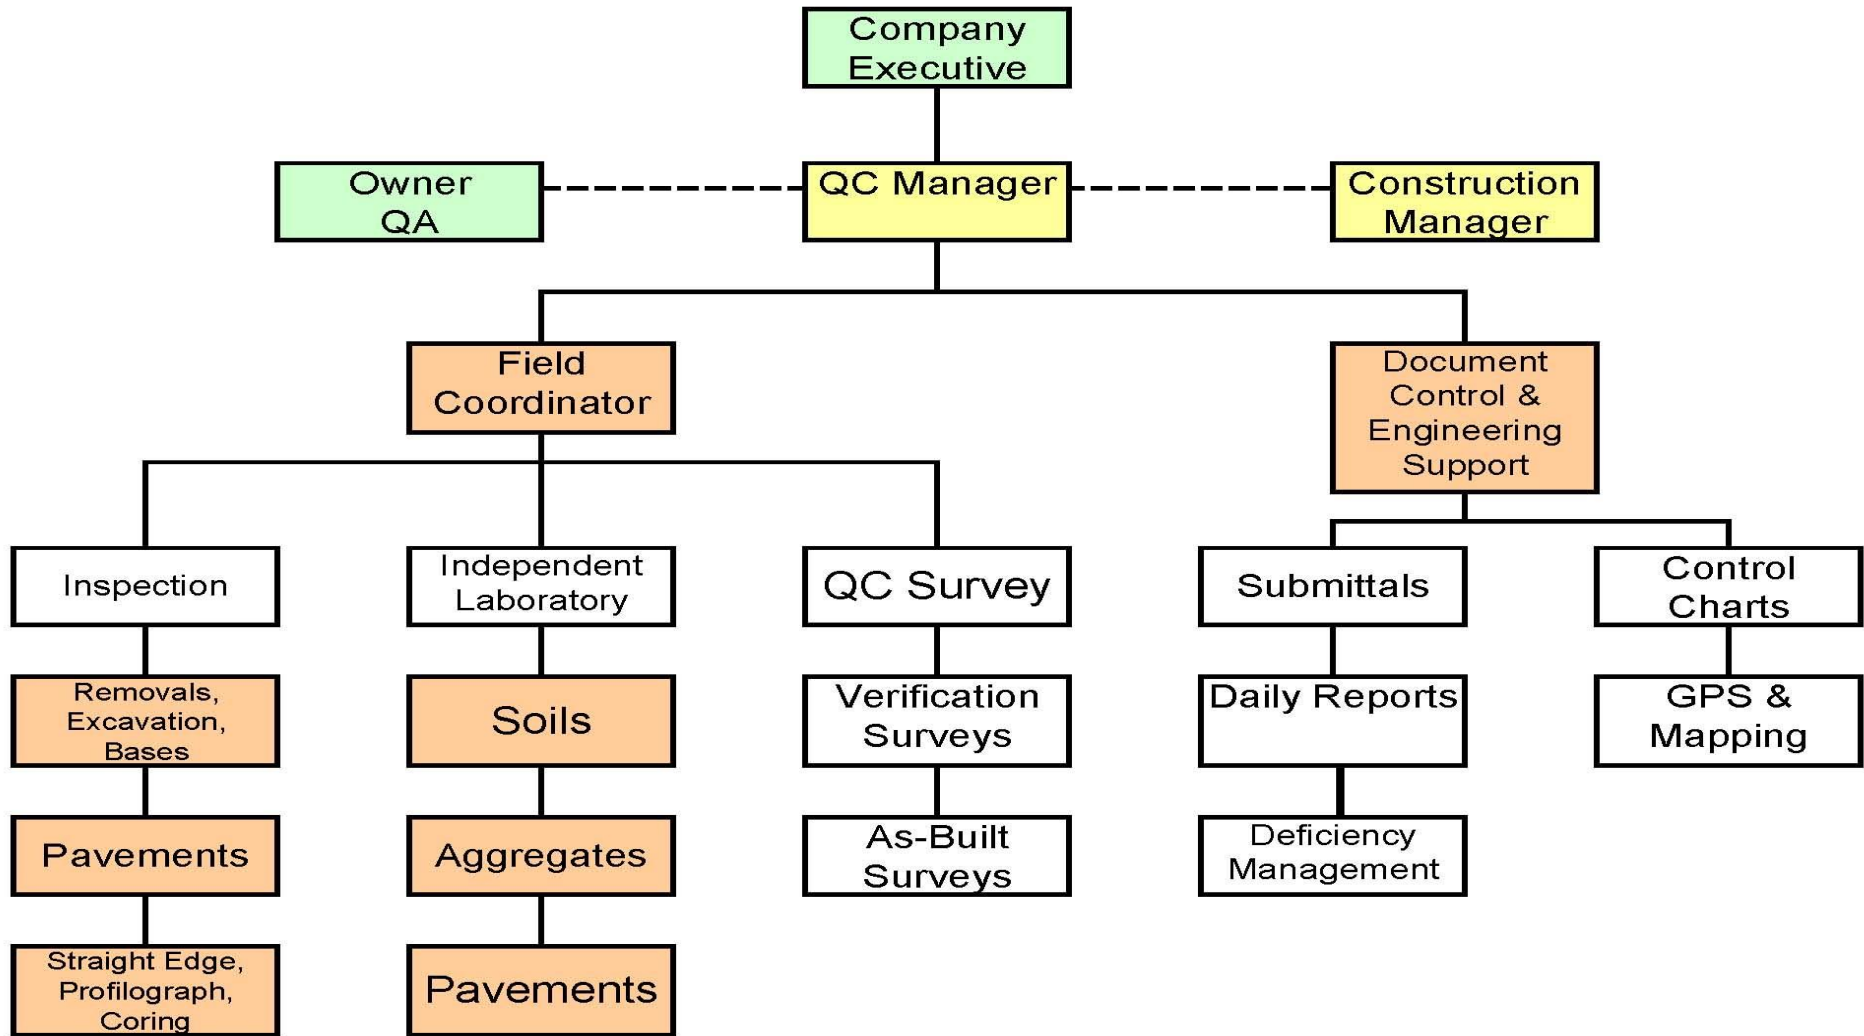 Company
Executive
Owner
QA
QC Manager
Construction
Manager
Field
Coordinator
Document
Control &
Engineering
Support
Inspection
Independent
Laboratory
QC Survey
Submittals
Control
Charts
Removals,
Excavation,
Bases
Soils
Verification
Surveys
Daily Reports
GPS &
Mapping
Pavements
Aggregates
As-Built
Surveys
Deficiency
Management
Straight Edge,
Profilograph,
Coring
Pavements